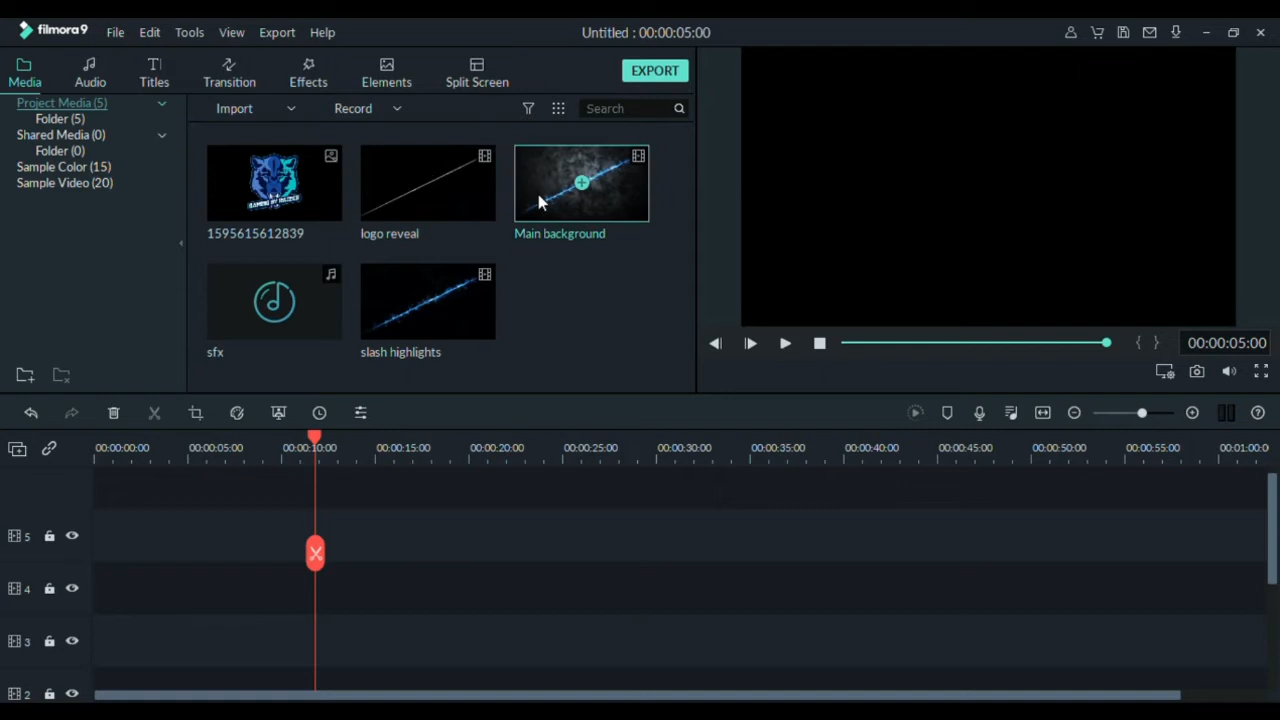 filmora9 File Edit Tools View Export Help Untitled : 00:00:05:00
Media Audio Titles Transition Effects Elements Split Screen EXPORT
Project Media (5)
Folder (5)
Shared Media (0)
Folder (0)
Sample Color (15)
Sample Video (20)
Import Record Search
GAMING BY
1595615612839 logo reveal Main background
sfx slash highlights
00:00:05:00
00:00:00:00 00:00:05:00 00:00:10:00 00:00:15:00 00:00:20:00 00:00:25:00 00:00:30:00 00:00:35:00 00:00:40:00 00:00:45:00 00:00:50:00 00:00:55:00 00:01:00:0
5
4
3
2